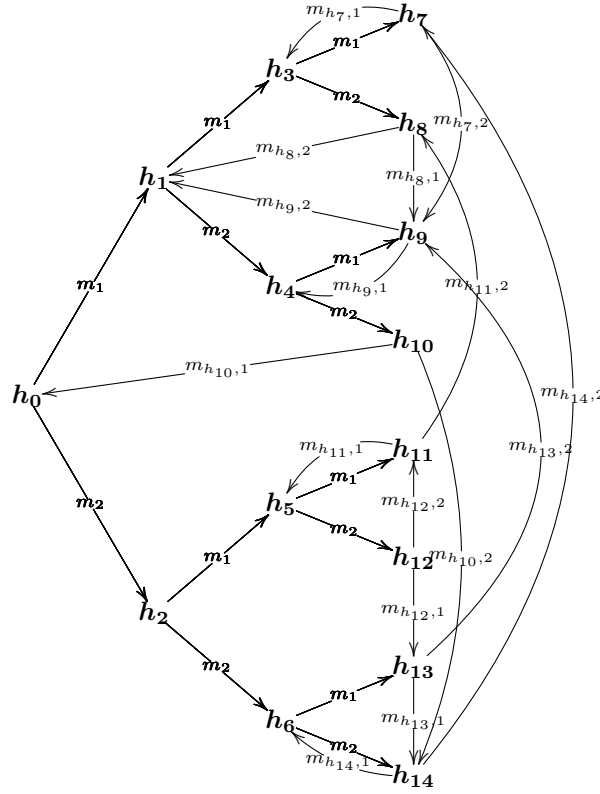 h₇
m_{h₇,1}
m₁
h₃
m₂
h₈
m_{h₇,2}
m₁
m_{h₈,2}
m_{h₈,1}
h₁
m_{h₉,2}
m₂
m₁
h₉
h₄
m_{h₉,1}
m_{h₁₁,2}
m₁
m₂
h₁₀
m_{h₁₀,1}
h₀
m_{h₁₄,2}
m_{h₁₁,1}
h₁₁
m_{h₁₃,2}
m₁
m₂
h₅
m_{h₁₂,2}
m₂
m₁
h₁₂
m_{h₁₀,2}
h₂
m_{h₁₂,1}
m₂
h₁₃
m₁
h₆
m_{h₁₃,1}
m₂
m_{h₁₄,1}
h₁₄